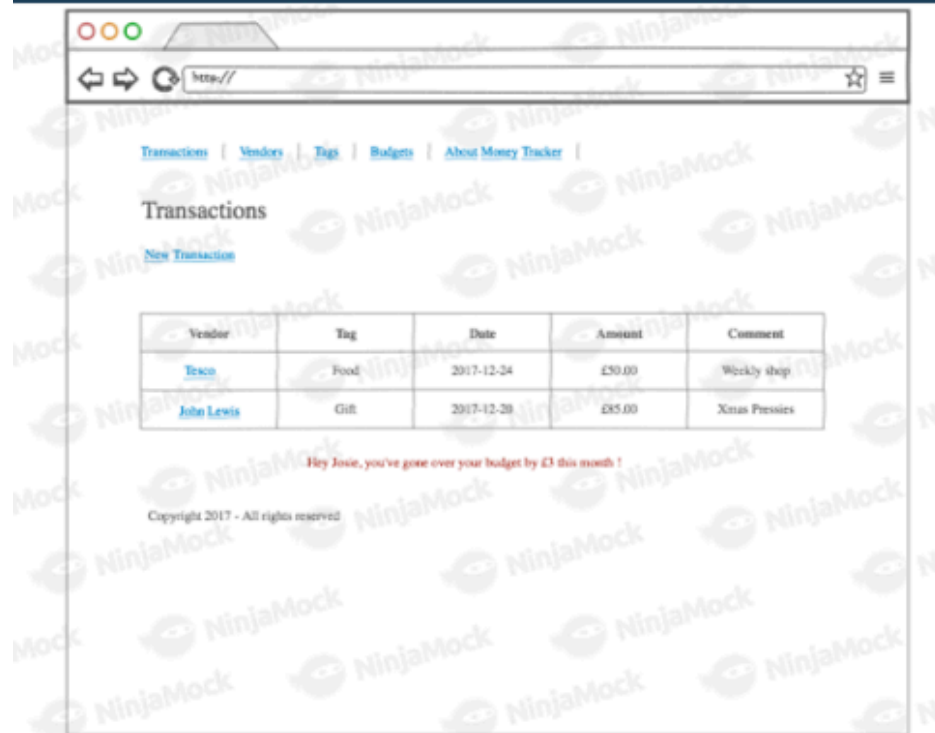 http://
Transactions | Vendors | Tags | Budgets | About Money Tracker |
Transactions
New Transaction
Vendor Tag Date Amount Comment
Tesco Food 2017-12-24 £50.00 Weekly shop
John Lewis Gift 2017-12-20 £85.00 Xmas Pressies
Hey Josie, you've gone over your budget by £3 this month !
Copyright 2017 - All rights reserved
NinjaMock